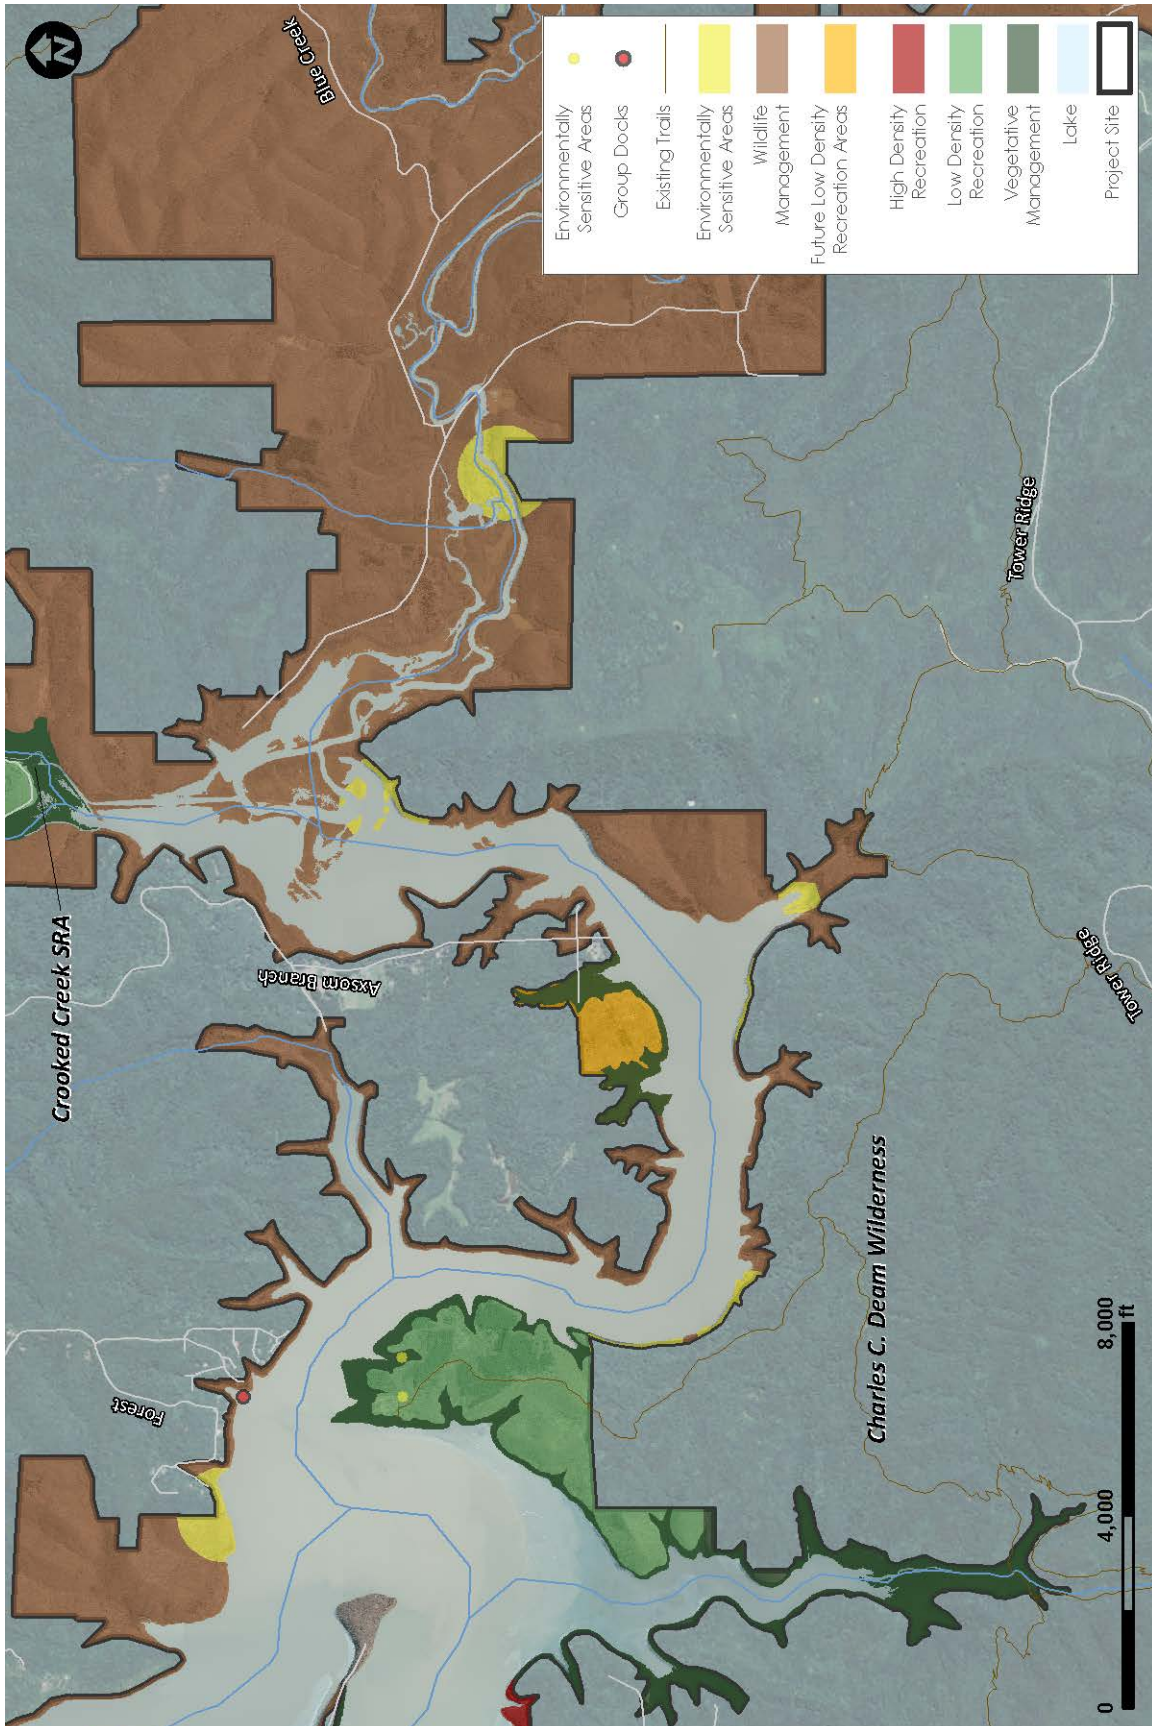 N
Blue Creek
Environmentally
Sensitive Areas
Group Docks
Existing Trails
Environmentally
Sensitive Areas
Wildlife
Management
Future Low Density
Recreation Areas
High Density
Recreation
Low Density
Recreation
Vegetative
Management
Lake
Project Site
Crooked Creek SRA
Axsom Branch
Tower Ridge
Tower Ridge
Forest
Charles C. Deam Wilderness
0
4,000
8,000
ft